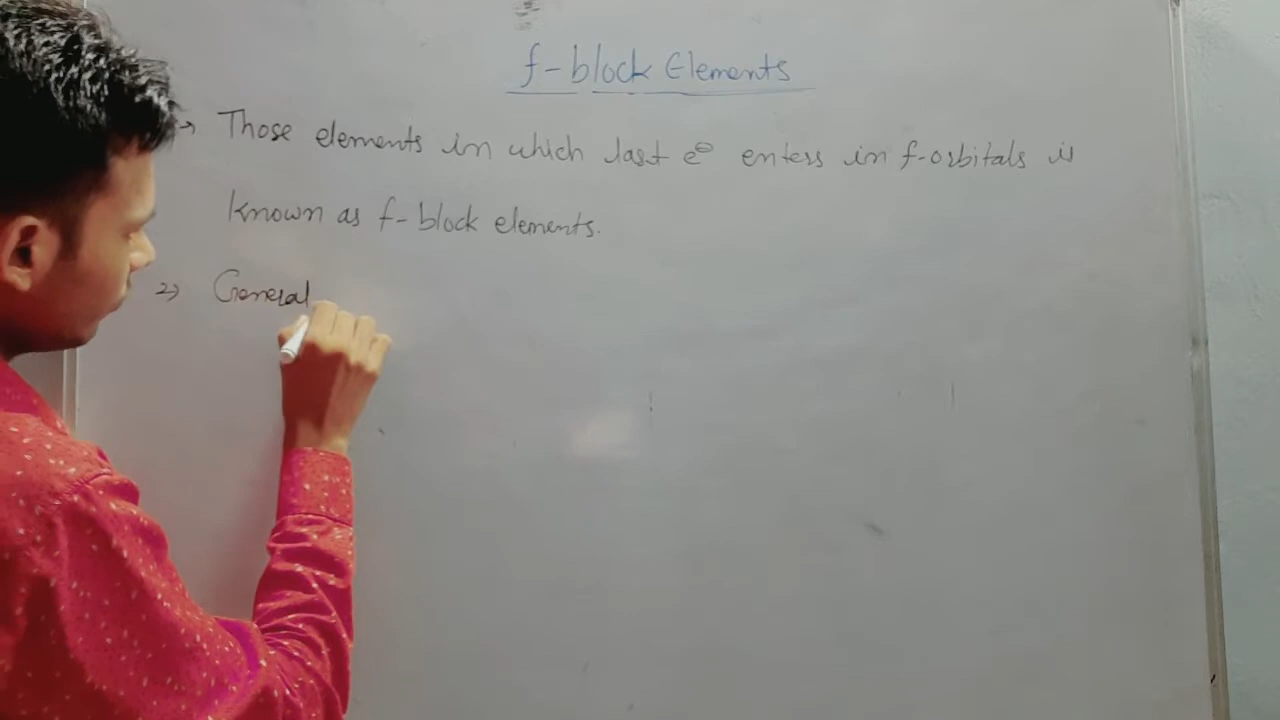 f-block Elements
→ Those elements in which last e⊖ enters in f-orbitals is
known as f-block elements.
2) General